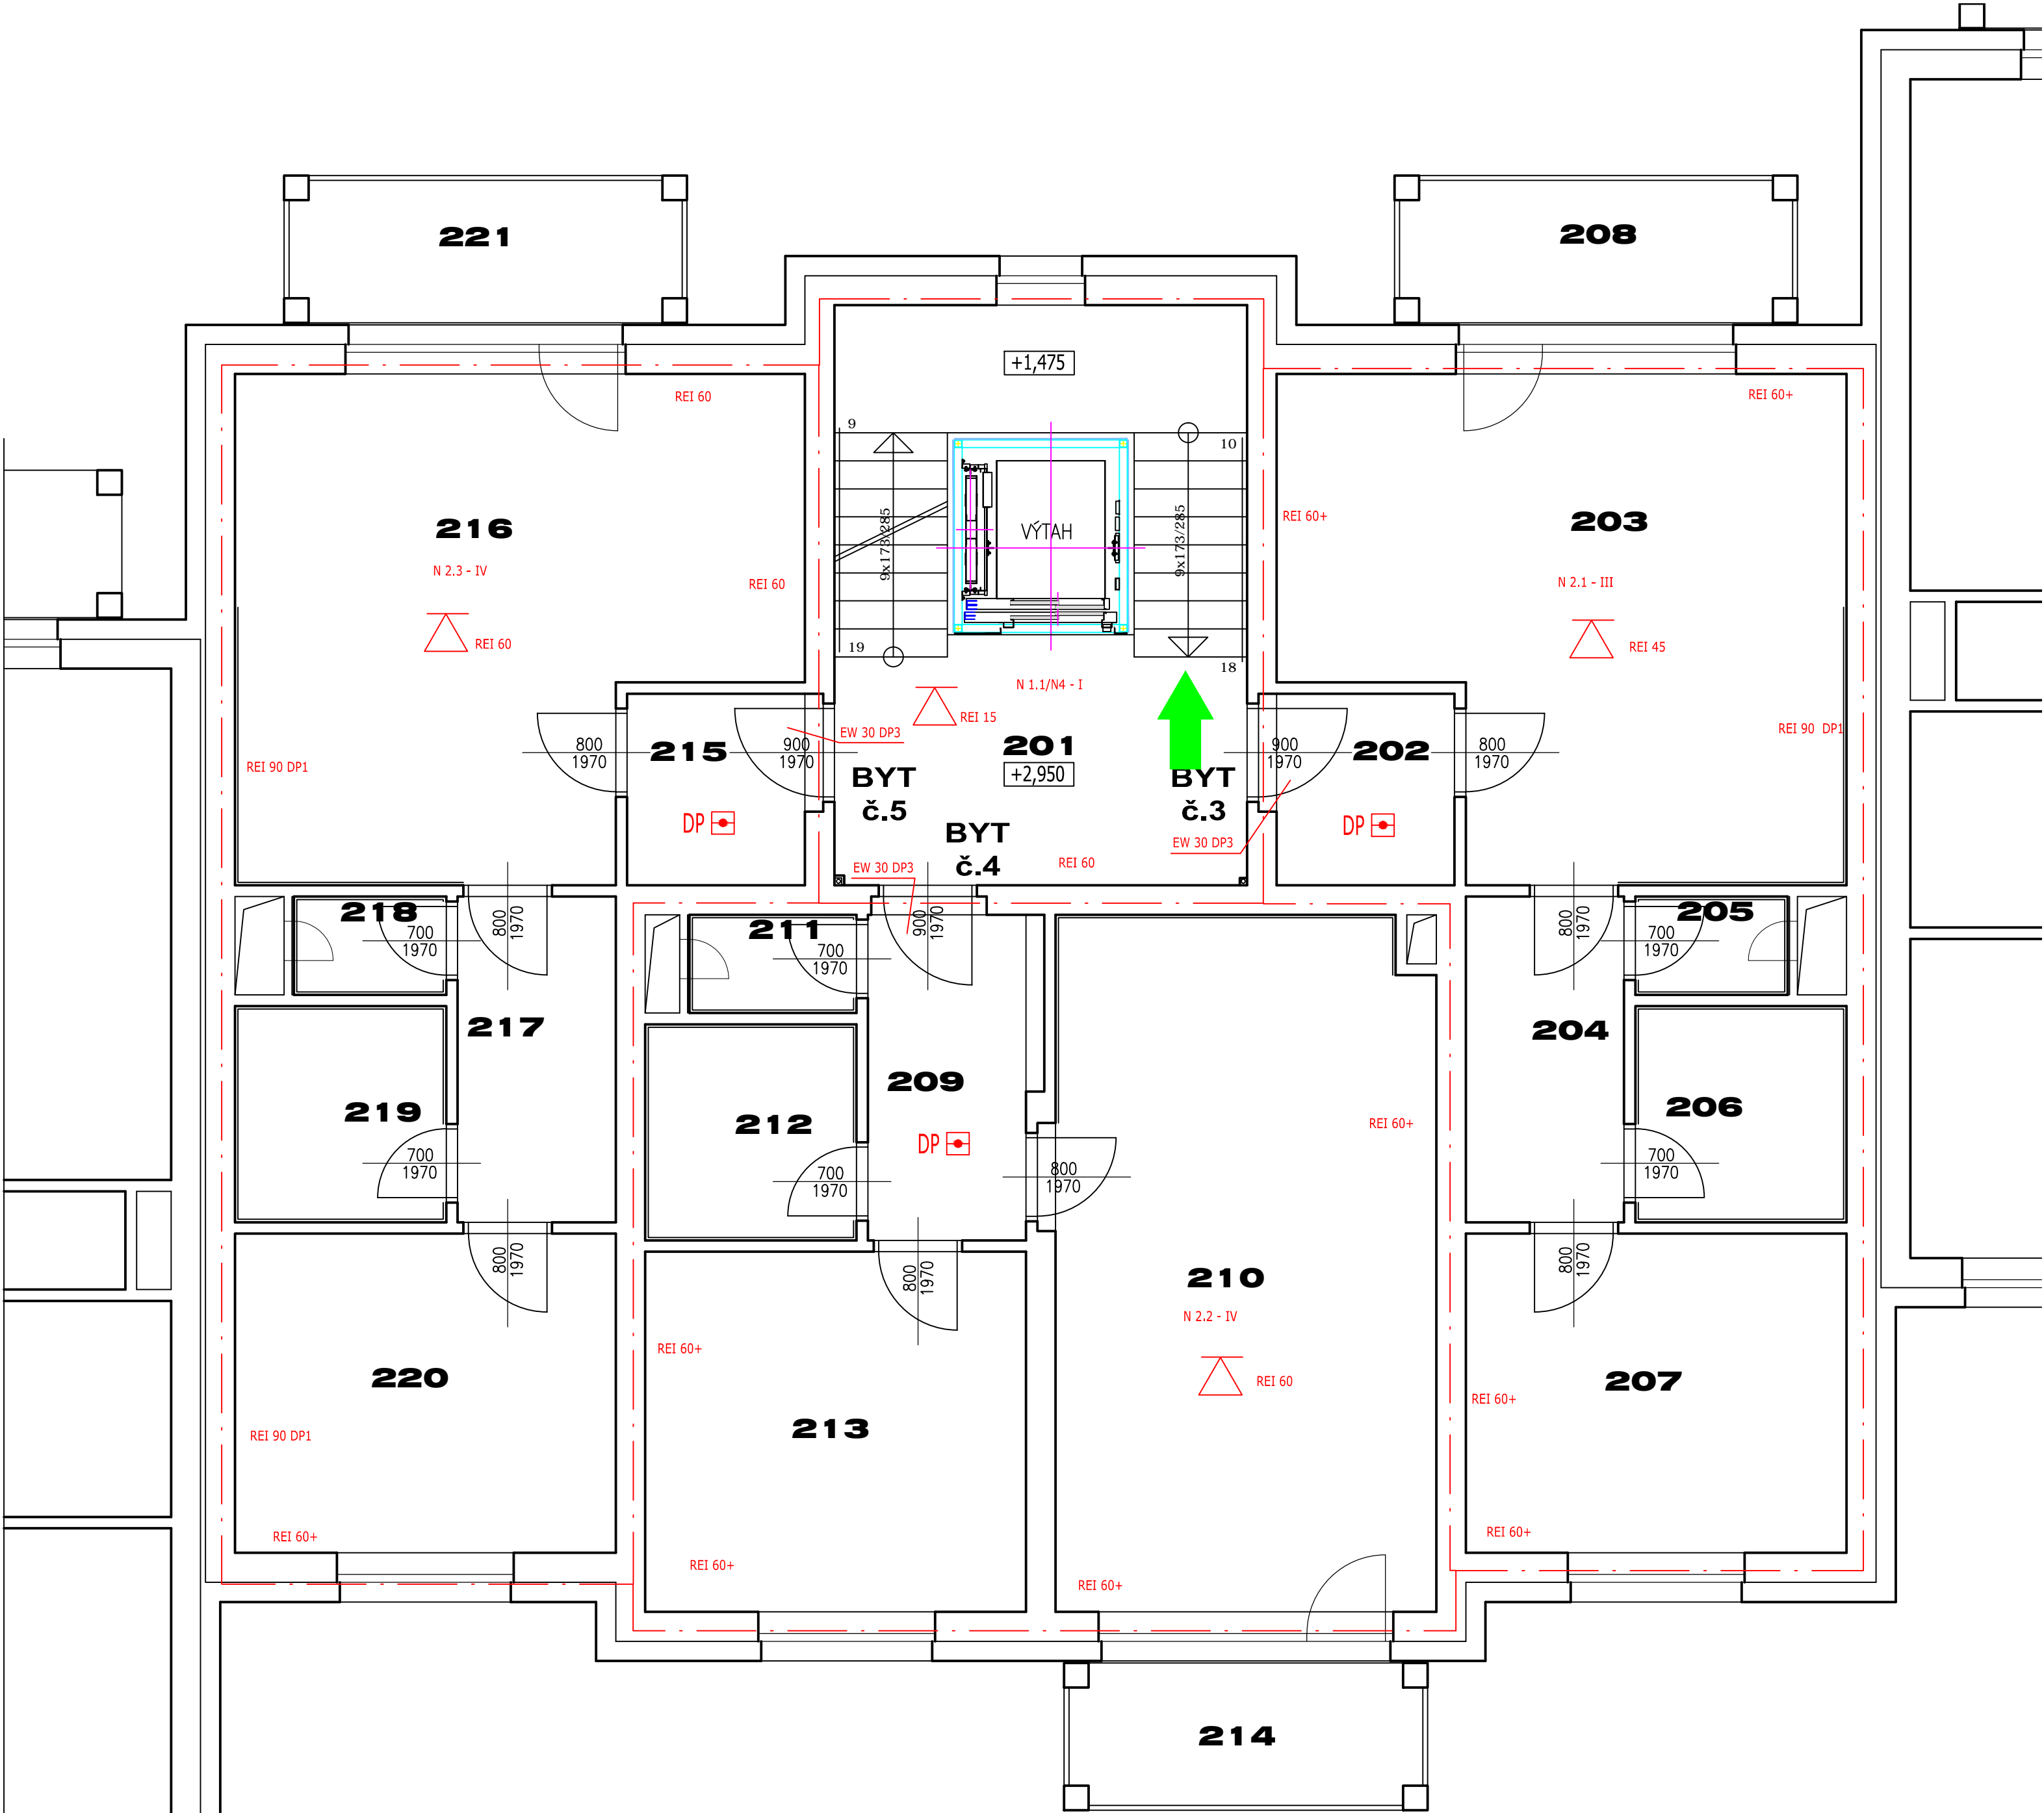 221
208
+1,475
REI 60
REI 60+
9
10
9x173/285
VÝTAH
9x173/285
REI 60+
216
203
N 2.3 - IV
REI 60
N 2.1 - III
REI 60
REI 45
19
18
N 1.1/N4 - I
REI 15
REI 90 DP1
EW 30 DP3
800
1970
215
900
1970
201
+2,950
900
1970
202
800
1970
REI 90 DP1
BYT
č.5
BYT
č.3
DP
BYT
č.4
DP
EW 30 DP3
EW 30 DP3
REI 60
218
700
1970
800
1970
211
700
1970
900
1970
800
1970
205
700
1970
217
204
209
219
212
206
REI 60+
DP
700
1970
700
1970
800
1970
700
1970
800
1970
800
1970
800
1970
210
N 2.2 - IV
REI 60+
220
REI 60
207
REI 60+
213
REI 90 DP1
REI 60+
REI 60+
REI 60+
REI 60+
214